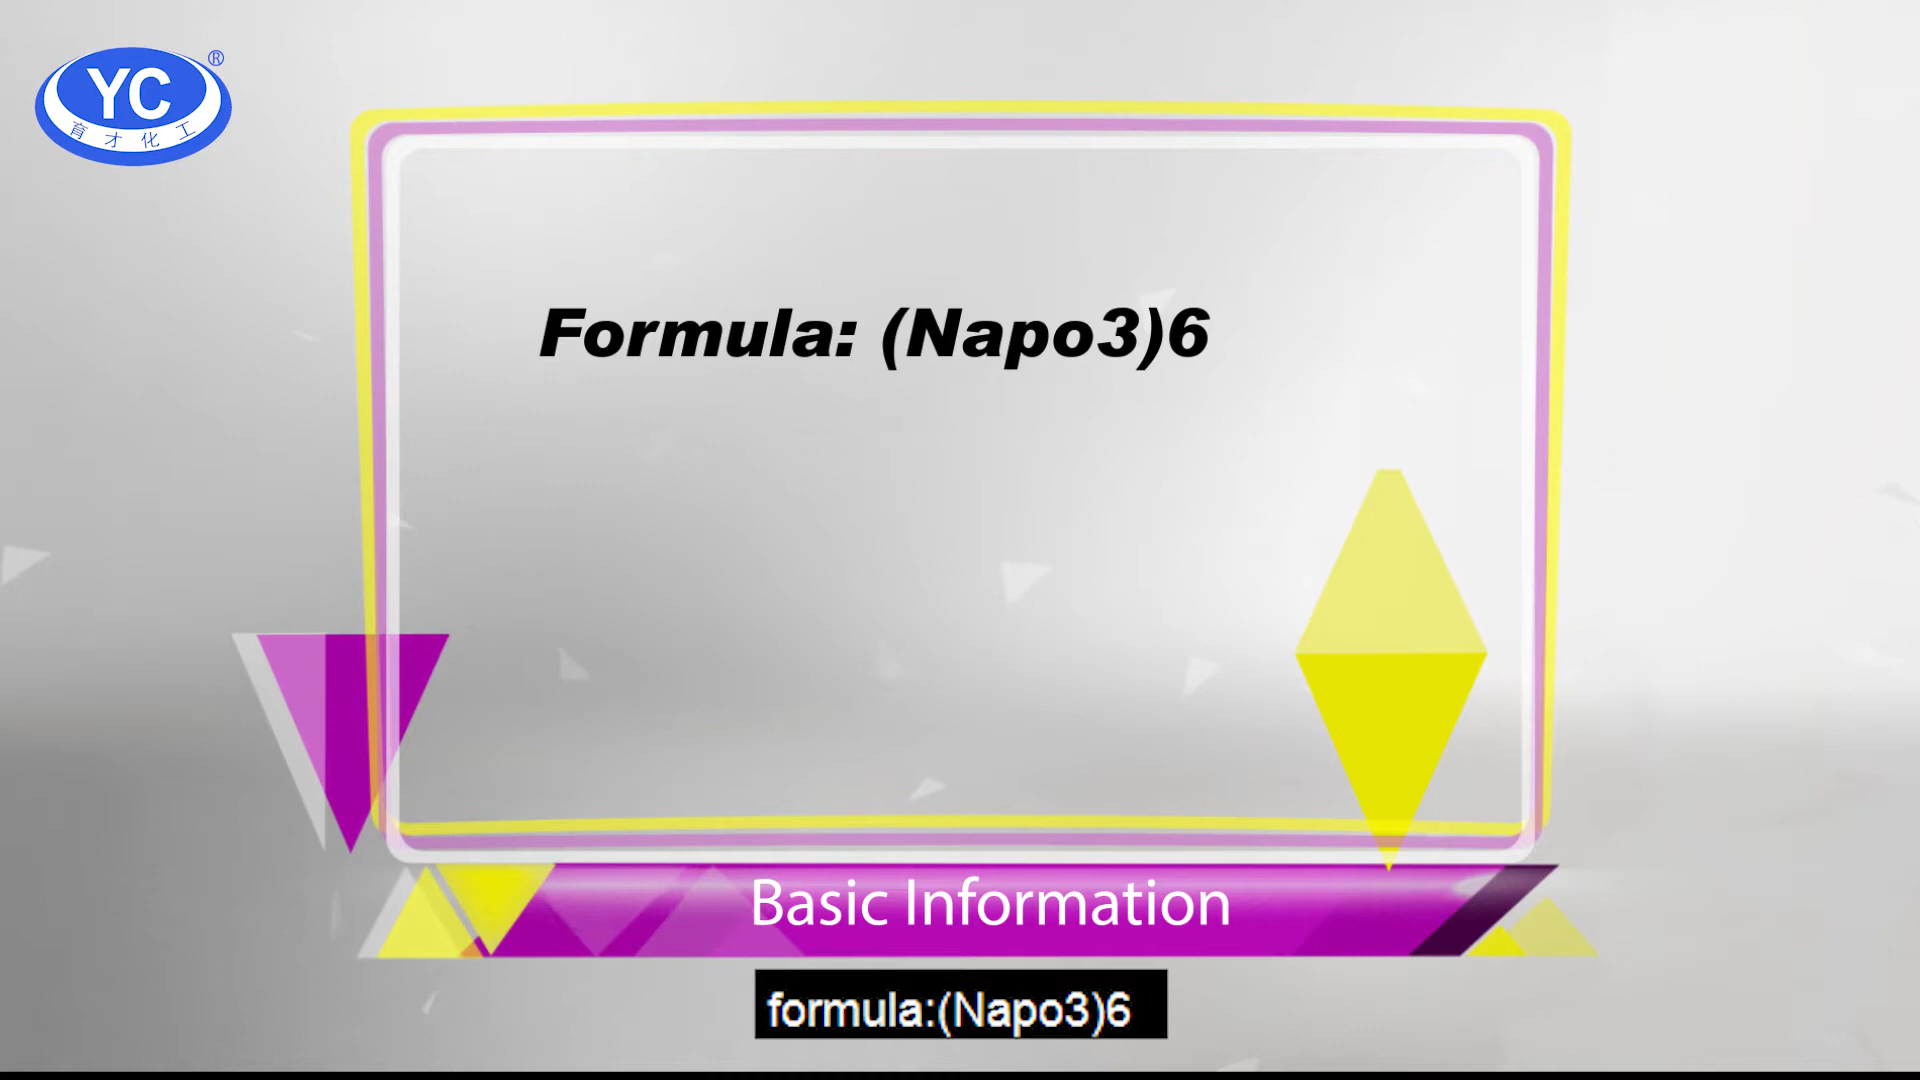 YC
®
育才化工
Formula: (Napo3)6
Basic Information
formula:(Napo3)6